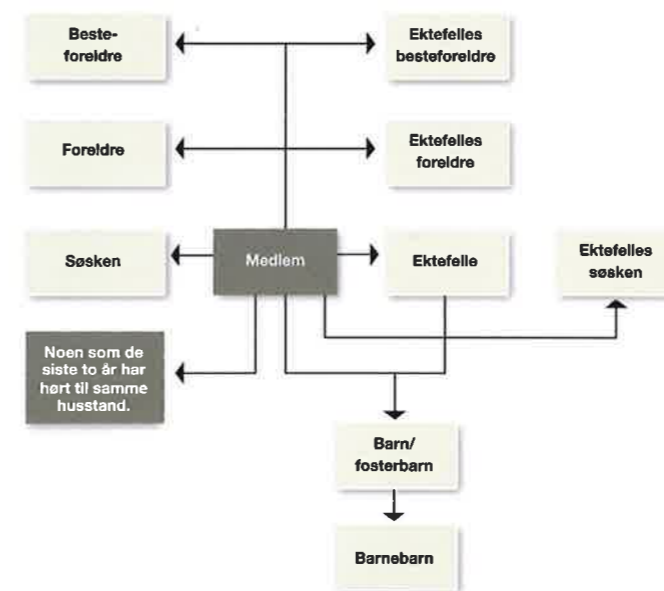 Beste-
foreldre
Ektefelles
besteforeldre
Foreldre
Ektefelles
foreldre
Søsken
Medlem
Ektefelle
Ektefelles
søsken
Noen som de
siste to år har
hørt til samme
husstand.
Barn/
fosterbarn
Barnebarn